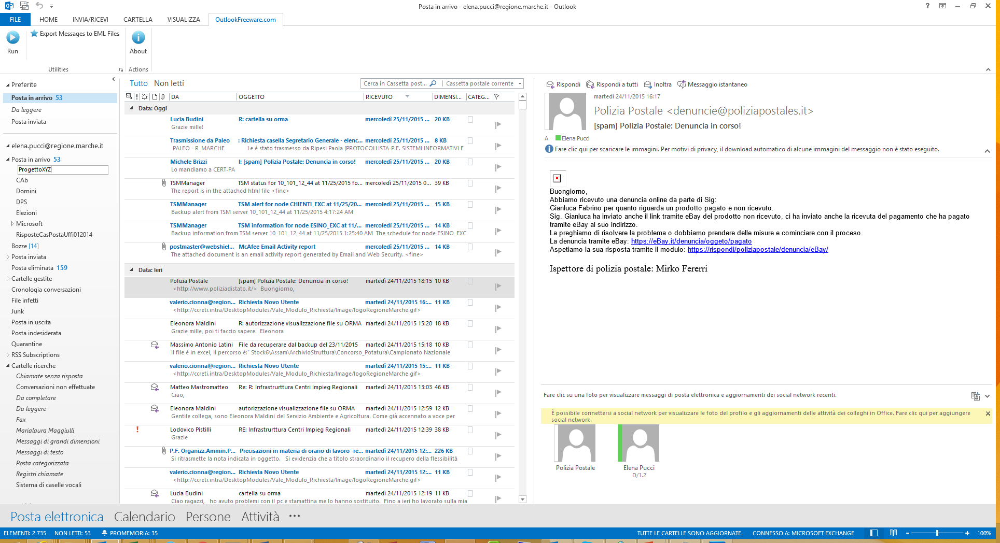 Posta in arrivo - elena.pucci@regione.marche.it - Outlook
FILE HOME INVIA/RICEVI CARTELLA VISUALIZZA OutlookFreeware.com
Run
Export Messages to EML Files
About
Utilities
Actions
Preferite
Posta in arrivo 53
Da leggere
Posta inviata
elena.pucci@regione.marche.it
Posta in arrivo 53
ProgettoXYZ
CAb
Domini
DPS
Elezioni
Microsoft
RisposteCasPostaUffi012014
Bozze [14]
Posta inviata
Posta eliminata 159
Cartelle gestite
Cronologia conversazioni
File infetti
Junk
Posta in uscita
Posta indesiderata
Quarantine
RSS Subscriptions
Cartelle ricerche
Chiamate senza risposta
Conversazioni non effettuate
Da completare
Da leggere
Fax
Marialaura Maggiulli
Messaggi di grandi dimensioni
Messaggi di testo
Posta categorizzata
Registri chiamate
Sistema di caselle vocali
Tutto Non letti
Cerca in Cassetta post... Cassetta postale corrente
DA OGGETTO RICEVUTO DIMENSI... CATEG...
Data: Oggi
Lucia Budini R: cartella su orma mercoledì 25/11/2015 ... 20 KB
Grazie mille!
Trasmissione da Paleo : Richiesta casella Segretario Generale - elenc... mercoledì 25/11/2015 ... 8 KB
PALEO - R_MARCHE Le è stato trasmesso da Ripesi Paola (PROTOCOLLISTA-P.F. SISTEMI INFORMATIVI E
Michele Brizzi I: [spam] Polizia Postale: Denuncia in corso! mercoledì 25/11/2015 ... 20 KB
Lo mandiamo a CERT-PA
TSMManager TSM status for 10_101_12_44 at 11/25/2015 fo... mercoledì 25/11/2015 0... 39 KB
The report is in the attached html file <fine>
TSMManager TSM alert for node CHIENTI_EXC at 11/25/20... mercoledì 25/11/2015 ... 15 KB
Backup alert from TSM server 10_101_12_44 at 11/25/2015 4:17:24 AM
TSMManager TSM information for node ESINO_EXC at 11/... mercoledì 25/11/2015 ... 14 KB
Backup information from TSM server 10_101_12_44 at 11/25/2015 1:25:40 AM The schedule for node ESINO_EXC
postmaster@webshiel... McAfee Email Activity report mercoledì 25/11/2015 ... 14 KB
The attached document is an email activity report generated by Email and Web Security. <fine>
Data: Ieri
Polizia Postale [spam] Polizia Postale: Denuncia in corso! martedì 24/11/2015 18:15 10 KB
<http://www.poliziadistato.it/> Buongiorno,
valerio.cionna@region... Richiesta Novo Utente martedì 24/11/2015 16:... 11 KB
<http://ccreti.intra/DesktopModules/Vale_Modulo_Richiesta/Image/logoRegioneMarche.gif>
Eleonora Maldini R: autorizzazione visualizzazione file su ORMA martedì 24/11/2015 15:20 18 KB
Grazie mille, poi ti faccio sapere. Eleonora
Massimo Antonio Latini File da recuperare dal backup del 23/11/2015 martedì 24/11/2015 15:18 10 KB
Il file è in excel, il percorso è:" Stock6\Assam\ArchivioStruttura\Concorso_Potatura\Campionato Nazionale
valerio.cionna@region... Richiesta Novo Utente martedì 24/11/2015 15:... 11 KB
<http://ccreti.intra/DesktopModules/Vale_Modulo_Richiesta/Image/logoRegioneMarche.gif>
Matteo Mastromatteo Re: R: Infrastrurttura Centri Impieg Regionali martedì 24/11/2015 13:03 46 KB
Ciao,
Eleonora Maldini autorizzazione visualizzazione file su ORMA martedì 24/11/2015 12:59 12 KB
Gentile collega, sono Eleonora Maldini del Servizio Ambiente e Agricoltura. Come già accennato a voce per
Lodovico Pistilli RE: Infrastrurttura Centri Impieg Regionali martedì 24/11/2015 12:39 38 KB
Grazie
P.F. Organizz.Ammin.P... Precisazioni in materia di orario di lavoro -re... martedì 24/11/2015 12:... 226 KB
Si ritrasmette la nota indicata in oggetto. Si evidenzia che a titolo straordinario il recupero della flessibilità
valerio.cionna@region... Richiesta Novo Utente martedì 24/11/2015 12:... 11 KB
<http://ccreti.intra/DesktopModules/Vale_Modulo_Richiesta/Image/logoRegioneMarche.gif>
Lucia Budini cartella su orma martedì 24/11/2015 12:19 11 KB
Ciao ragazzi, ho avuto problemi con il pc e stamattina me lo hanno sostituito. Fino a ieri ho lavorato sulla mia
Rispondi Rispondi a tutti Inoltra Messaggio istantaneo
martedì 24/11/2015 16:17
Polizia Postale <denuncie@poliziapostales.it>
[spam] Polizia Postale: Denuncia in corso!
A Elena Pucci
Fare clic qui per scaricare le immagini. Per motivi di privacy, il download automatico di alcune immagini del messaggio non è stato eseguito.
Buongiorno,
Abbiamo ricevuto una denuncia online da parte di Sig:
Gianluca Fabrino per quanto riguarda un prodotto pagato e non ricevuto.
Sig. Gianluca ha inviato anche il link tramite eBay del prodotto non ricevuto, ci ha inviato anche la ricevuta del pagamento che ha pagato
tramite eBay al suo indirizzo.
La preghiamo di risolvere la problema o dobbiamo prendere delle misure e cominciare con il proceso.
La denuncia tramite eBay: https://eBay.it/denuncia/oggeto/pagato
Aspetiamo la sua risposta tramite il modulo: https://rispondi/poliziapostale/denuncia/eBay/
Ispettore di polizia postale: Mirko Fererri
Fare clic su una foto per visualizzare messaggi di posta elettronica e aggiornamenti dei social network recenti.
È possibile connettersi a social network per visualizzare le foto del profilo e gli aggiornamenti delle attività dei colleghi in Office. Fare clic qui per aggiungere
social network.
Polizia Postale
Elena Pucci
D/1.2
Posta elettronica Calendario Persone Attività ...
ELEMENTI: 2.735 NON LETTI: 53 PROMEMORIA: 35
TUTTE LE CARTELLE SONO AGGIORNATE. CONNESSO A: MICROSOFT EXCHANGE 100%